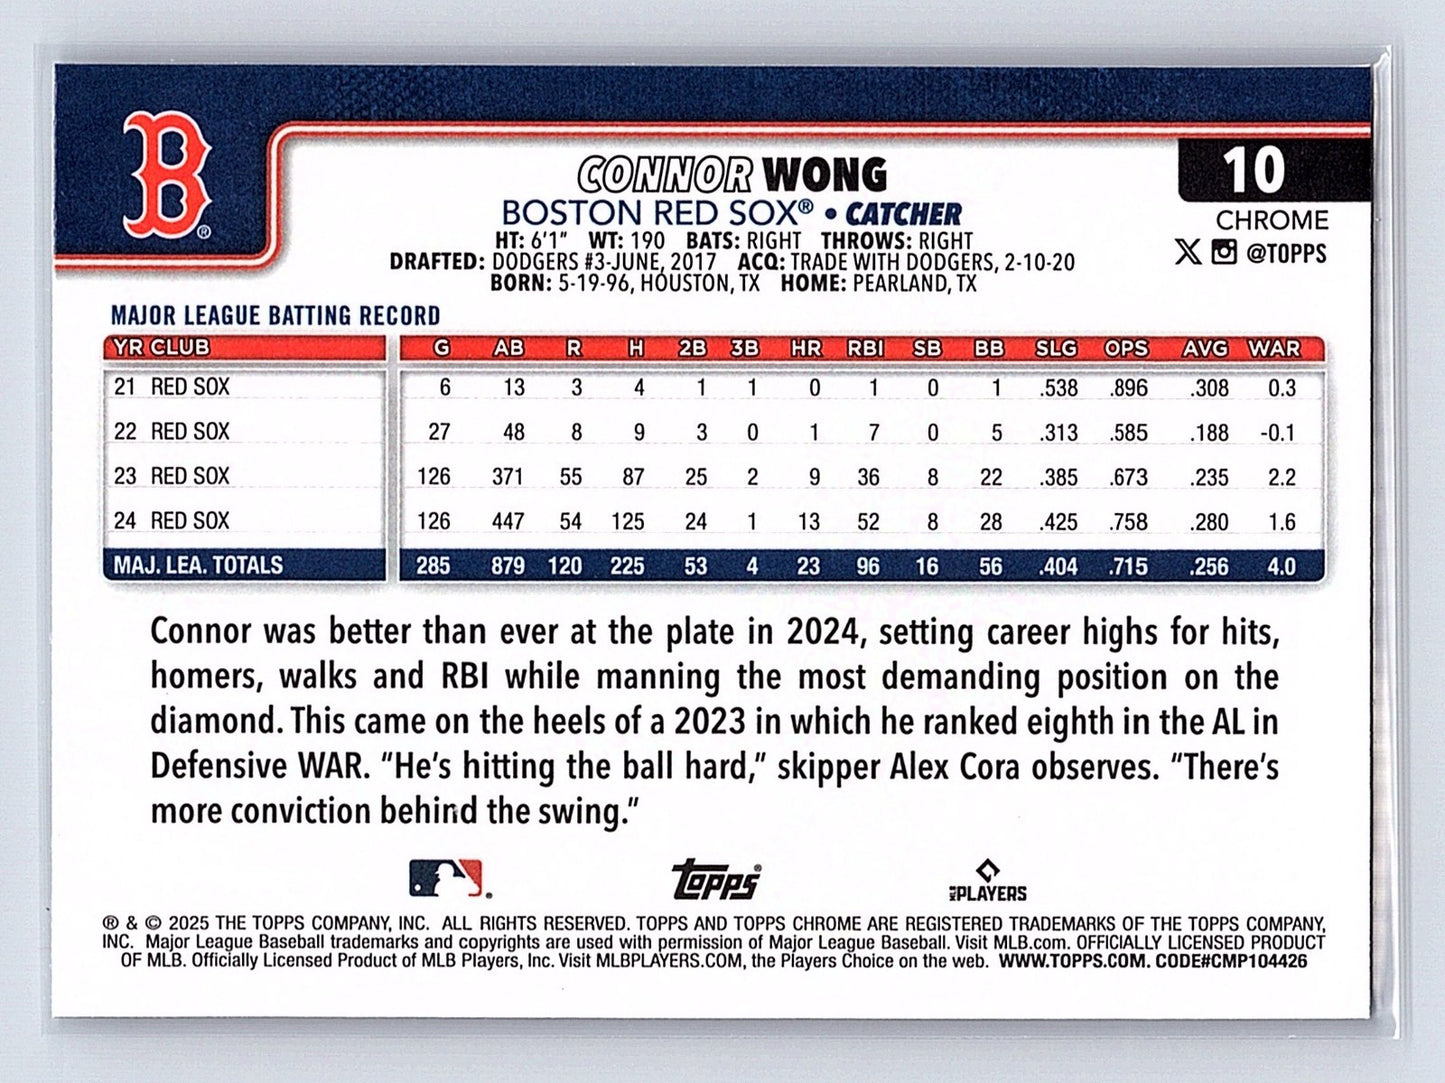 B®
CONNOR WONG
10
BOSTON RED SOX® • CATCHER
CHROME
HT: 6'1" WT: 190 BATS: RIGHT THROWS: RIGHT
X @TOPPS
DRAFTED: DODGERS #3-JUNE, 2017 ACQ: TRADE WITH DODGERS, 2-10-20
BORN: 5-19-96, HOUSTON, TX HOME: PEARLAND, TX
MAJOR LEAGUE BATTING RECORD
YR CLUB G AB R H 2B 3B HR RBI SB BB SLG OPS AVG WAR
21 RED SOX 6 13 3 4 1 1 0 1 0 1 .538 .896 .308 0.3
22 RED SOX 27 48 8 9 3 0 1 7 0 5 .313 .585 .188 -0.1
23 RED SOX 126 371 55 87 25 2 9 36 8 22 .385 .673 .235 2.2
24 RED SOX 126 447 54 125 24 1 13 52 8 28 .425 .758 .280 1.6
MAJ. LEA. TOTALS 285 879 120 225 53 4 23 96 16 56 .404 .715 .256 4.0
Connor was better than ever at the plate in 2024, setting career highs for hits,
homers, walks and RBI while manning the most demanding position on the
diamond. This came on the heels of a 2023 in which he ranked eighth in the AL in
Defensive WAR. "He's hitting the ball hard," skipper Alex Cora observes. "There's
more conviction behind the swing."
Topps® MLB PLAYERS
® & © 2025 THE TOPPS COMPANY, INC. ALL RIGHTS RESERVED. TOPPS AND TOPPS CHROME ARE REGISTERED TRADEMARKS OF THE TOPPS COMPANY,
INC. Major League Baseball trademarks and copyrights are used with permission of Major League Baseball. Visit MLB.com. OFFICIALLY LICENSED PRODUCT
OF MLB. Officially Licensed Product of MLB Players, Inc. Visit MLBPLAYERS.COM, the Players Choice on the web. WWW.TOPPS.COM. CODE#CMP104426